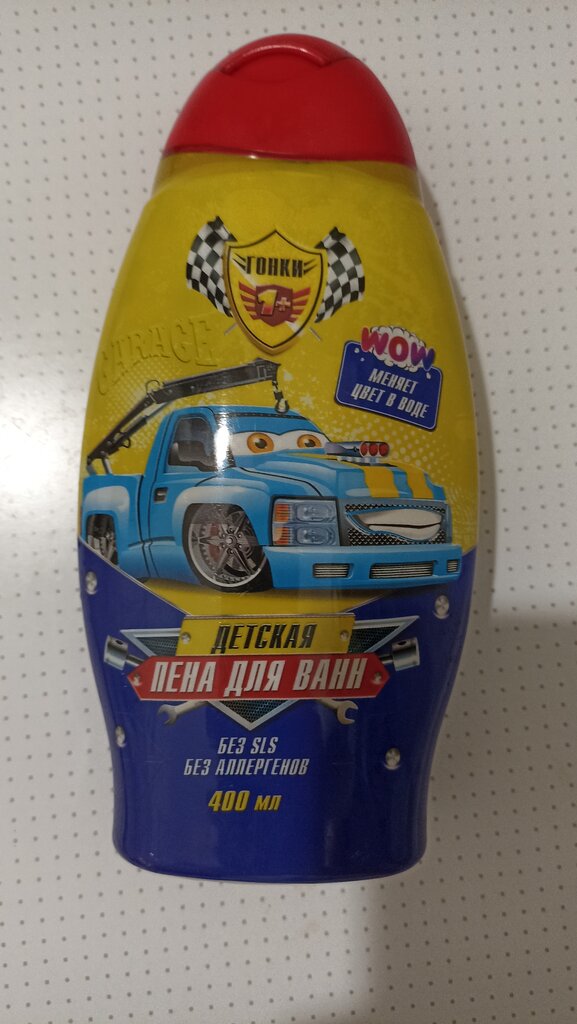 ГОНКИ
1+
GARAGE
WOW
МЕНЯЕТ
ЦВЕТ В ВОДЕ
ДЕТСКАЯ
ПЕНА ДЛЯ ВАНН
БЕЗ SLS
БЕЗ АЛЛЕРГЕНОВ
400 мл